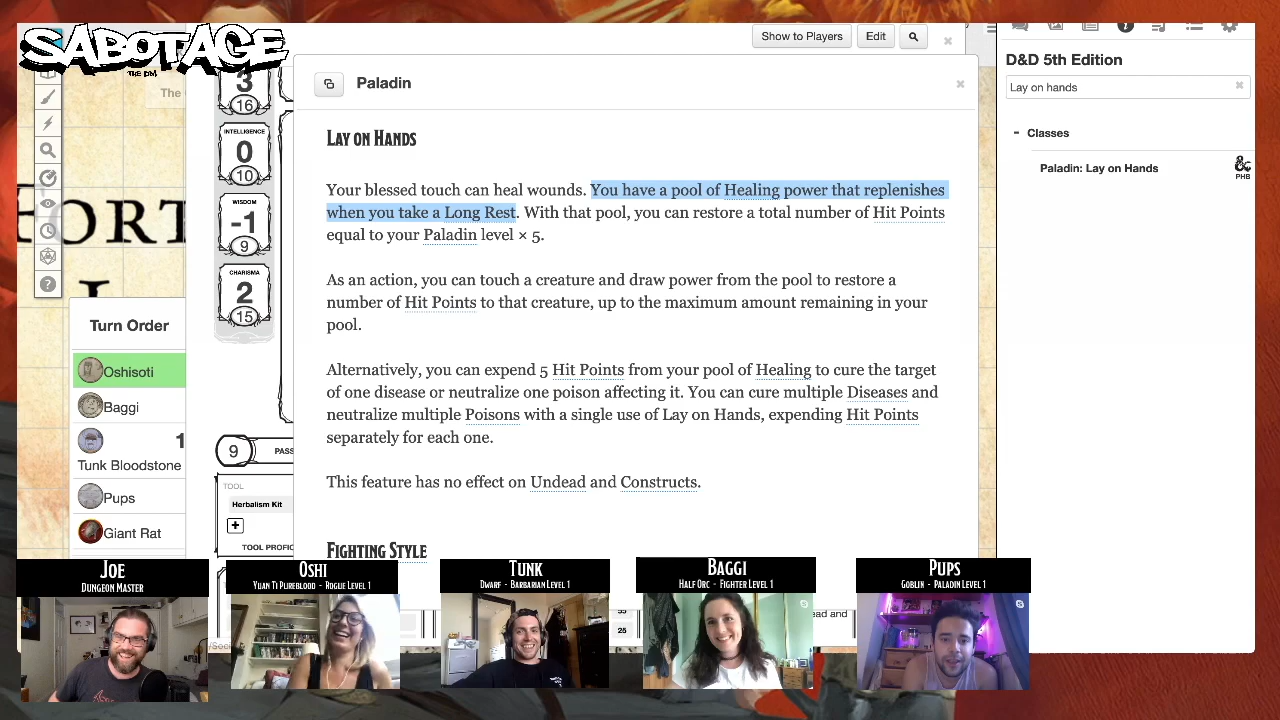 SABOTAGE
THE DM
Show to Players
Edit
D&D 5th Edition
Lay on hands
Classes
Paladin: Lay on Hands
PHB
The
ORT
3
16
INTELLIGENCE
0
10
WISDOM
-1
9
CHARISMA
2
15
9
PASS
TOOL
Herbalism Kit
TOOL PROFIC
Turn Order
Oshisoti
Baggi
1
Tunk Bloodstone
Pups
Giant Rat
Paladin
LAY ON HANDS
Your blessed touch can heal wounds. You have a pool of Healing power that replenishes
when you take a Long Rest. With that pool, you can restore a total number of Hit Points
equal to your Paladin level × 5.
As an action, you can touch a creature and draw power from the pool to restore a
number of Hit Points to that creature, up to the maximum amount remaining in your
pool.
Alternatively, you can expend 5 Hit Points from your pool of Healing to cure the target
of one disease or neutralize one poison affecting it. You can cure multiple Diseases and
neutralize multiple Poisons with a single use of Lay on Hands, expending Hit Points
separately for each one.
This feature has no effect on Undead and Constructs.
FIGHTING STYLE
25
JOE
DUNGEON MASTER
OSHI
YUAN TI PUREBLOOD - ROGUE LEVEL 1
TUNK
DWARF - BARBARIAN LEVEL 1
BAGGI
HALF ORC - FIGHTER LEVEL 1
PUPS
GOBLIN - PALADIN LEVEL 1